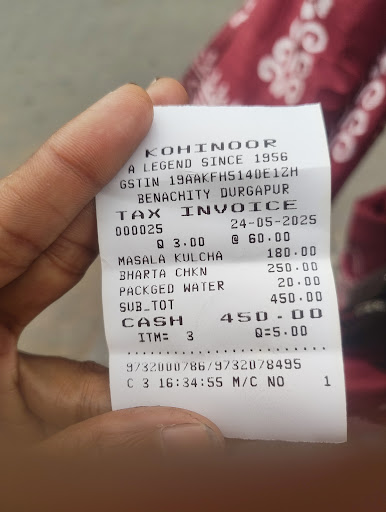 KOHINOOR
A LEGEND SINCE 1956
GSTIN 19AAKFH5140E1ZH
BENACHITY DURGAPUR
TAX INVOICE
000025 24-05-2025
Q 3.00 @ 60.00
MASALA KULCHA 180.00
BHARTA CHKN 250.00
PACKGED WATER 20.00
SUB_TOT 450.00
CASH 450.00
ITM= 3 Q=5.00
9732000786/9732078495
C 3 16:34:55 M/C NO 1